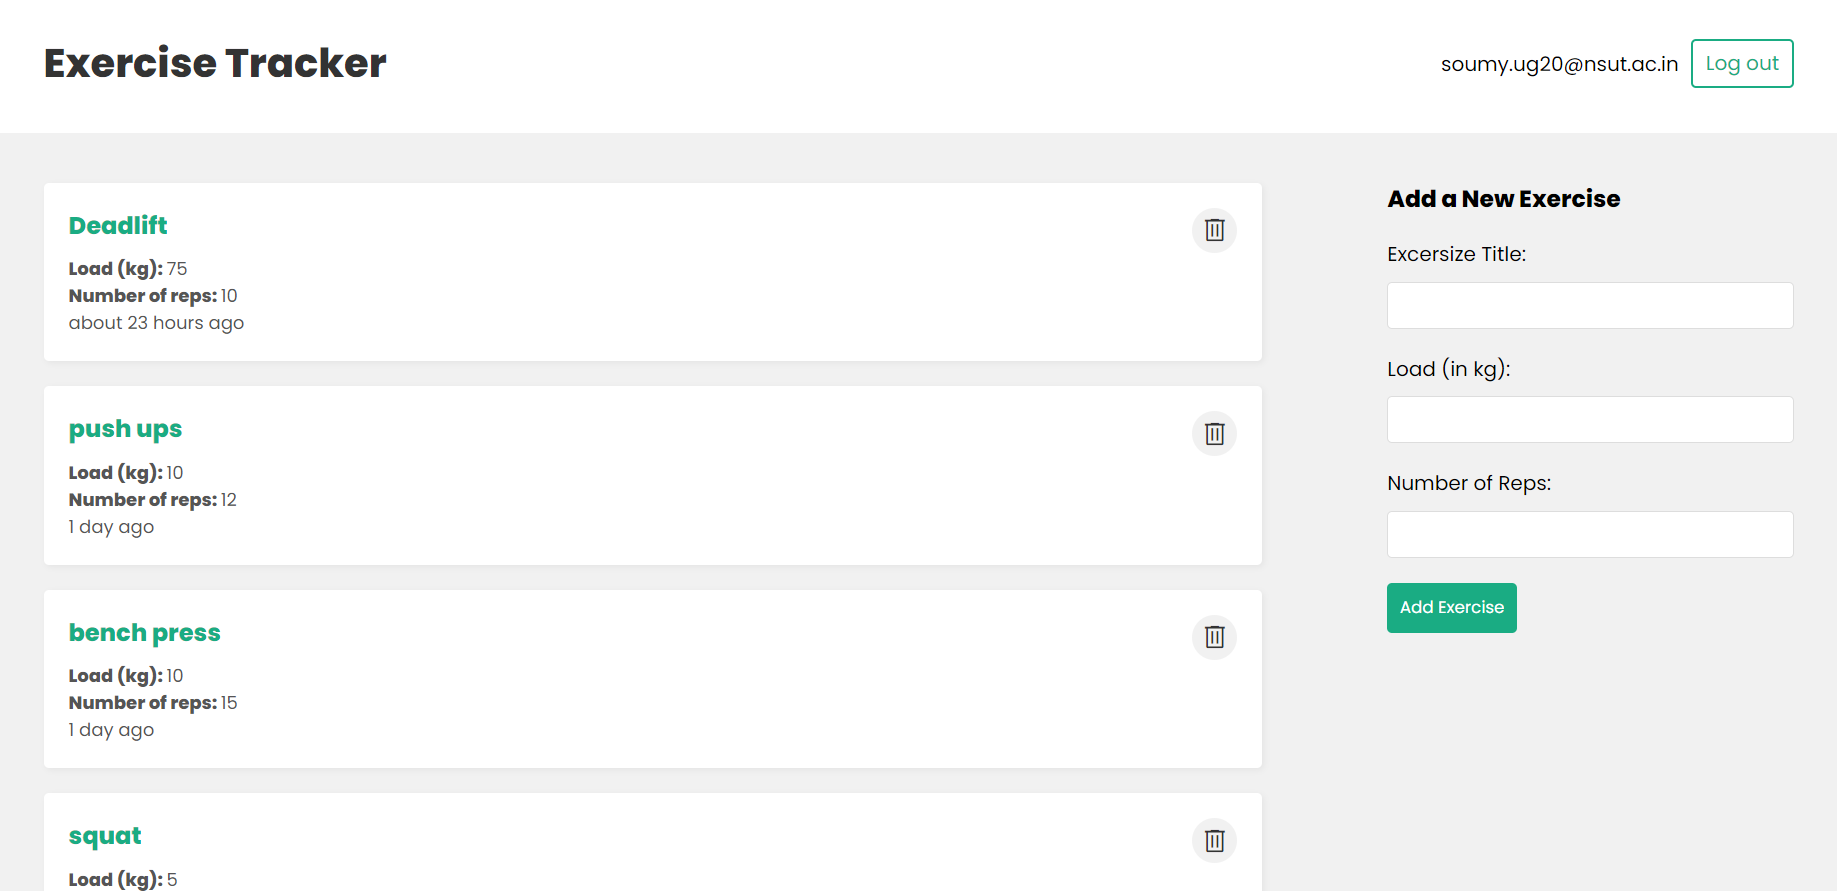 Exercise Tracker
soumy.ug20@nsut.ac.in
Log out
Deadlift
Load (kg): 75
Number of reps: 10
about 23 hours ago
push ups
Load (kg): 10
Number of reps: 12
1 day ago
bench press
Load (kg): 10
Number of reps: 15
1 day ago
squat
Load (kg): 5
Add a New Exercise
Excersize Title:
Load (in kg):
Number of Reps:
Add Exercise